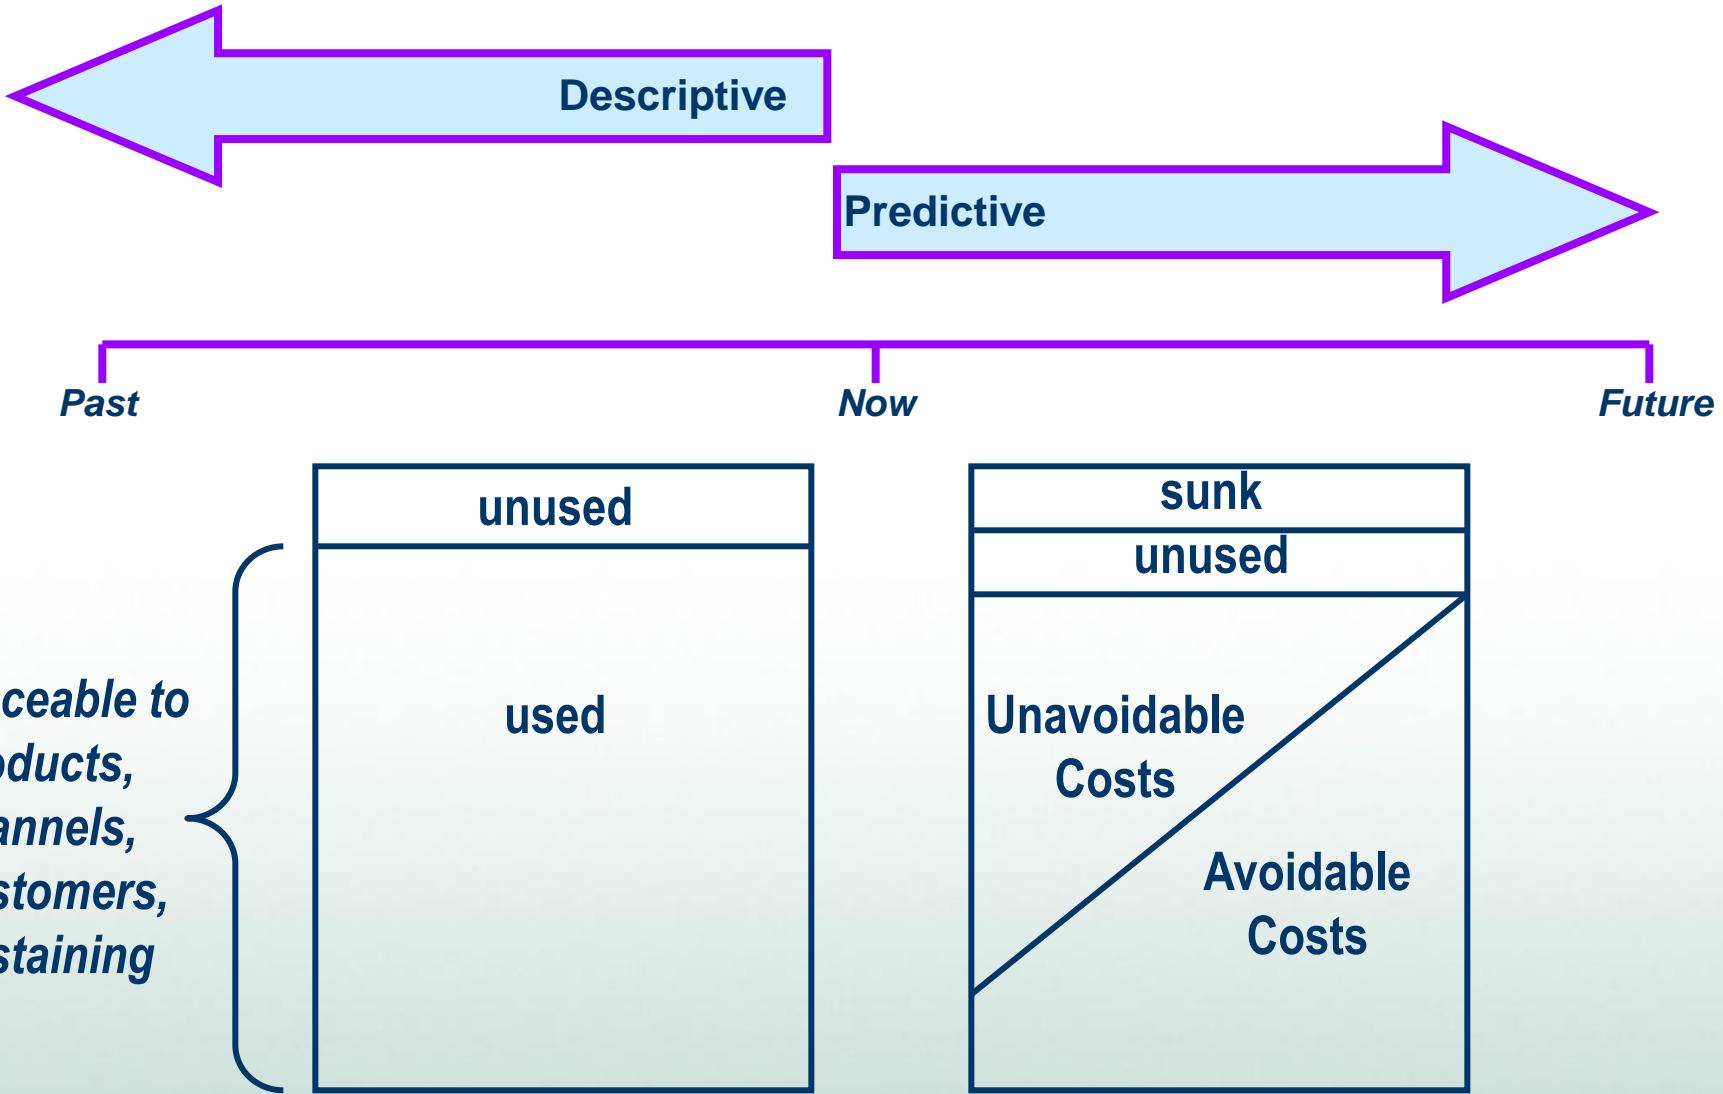 Descriptive
Predictive
Past
Now
Future
unused
used
sunk
unused
Unavoidable
Costs
Avoidable
Costs
ceable to
oducts,
annels,
stomers,
staining